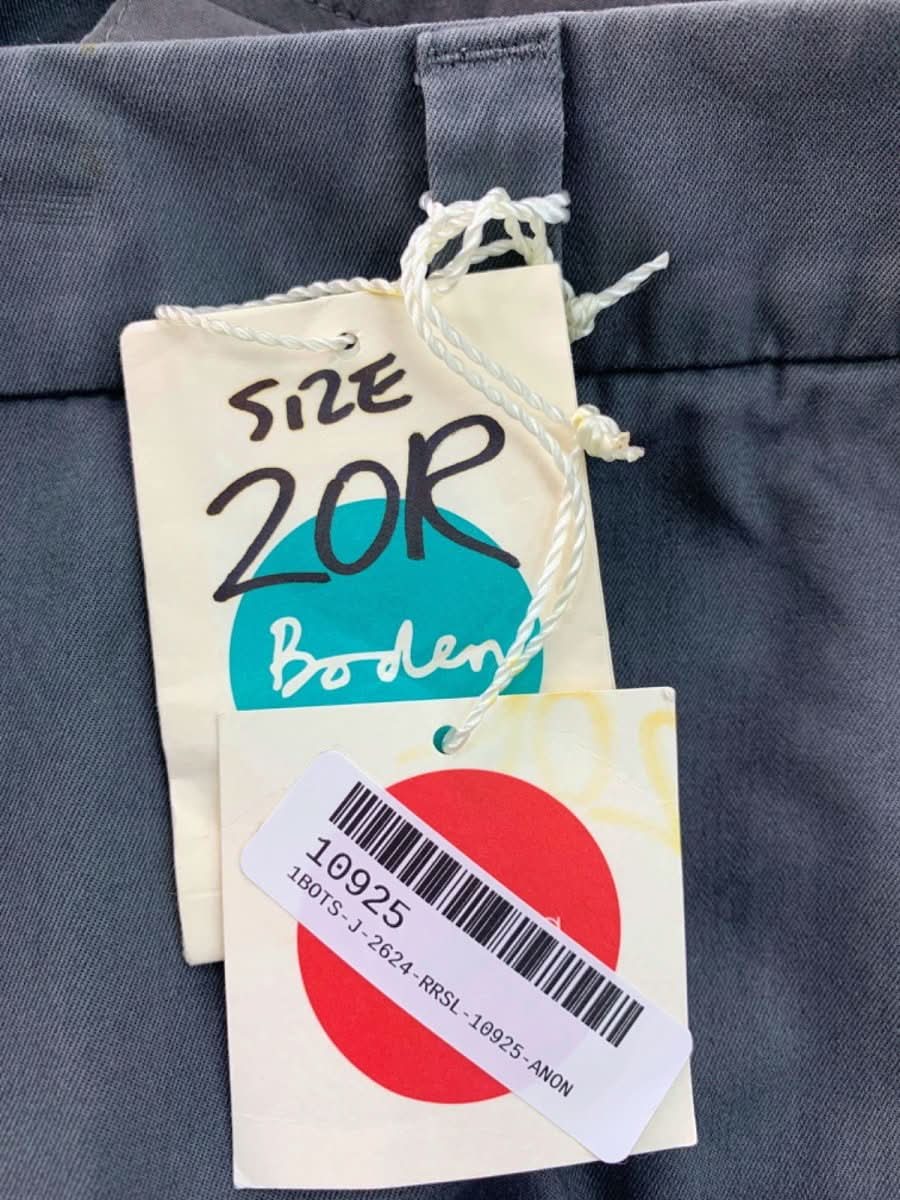 SIZE
20R
Boden
10925
1BOTS-J-2624-RRSL-10925-ANON